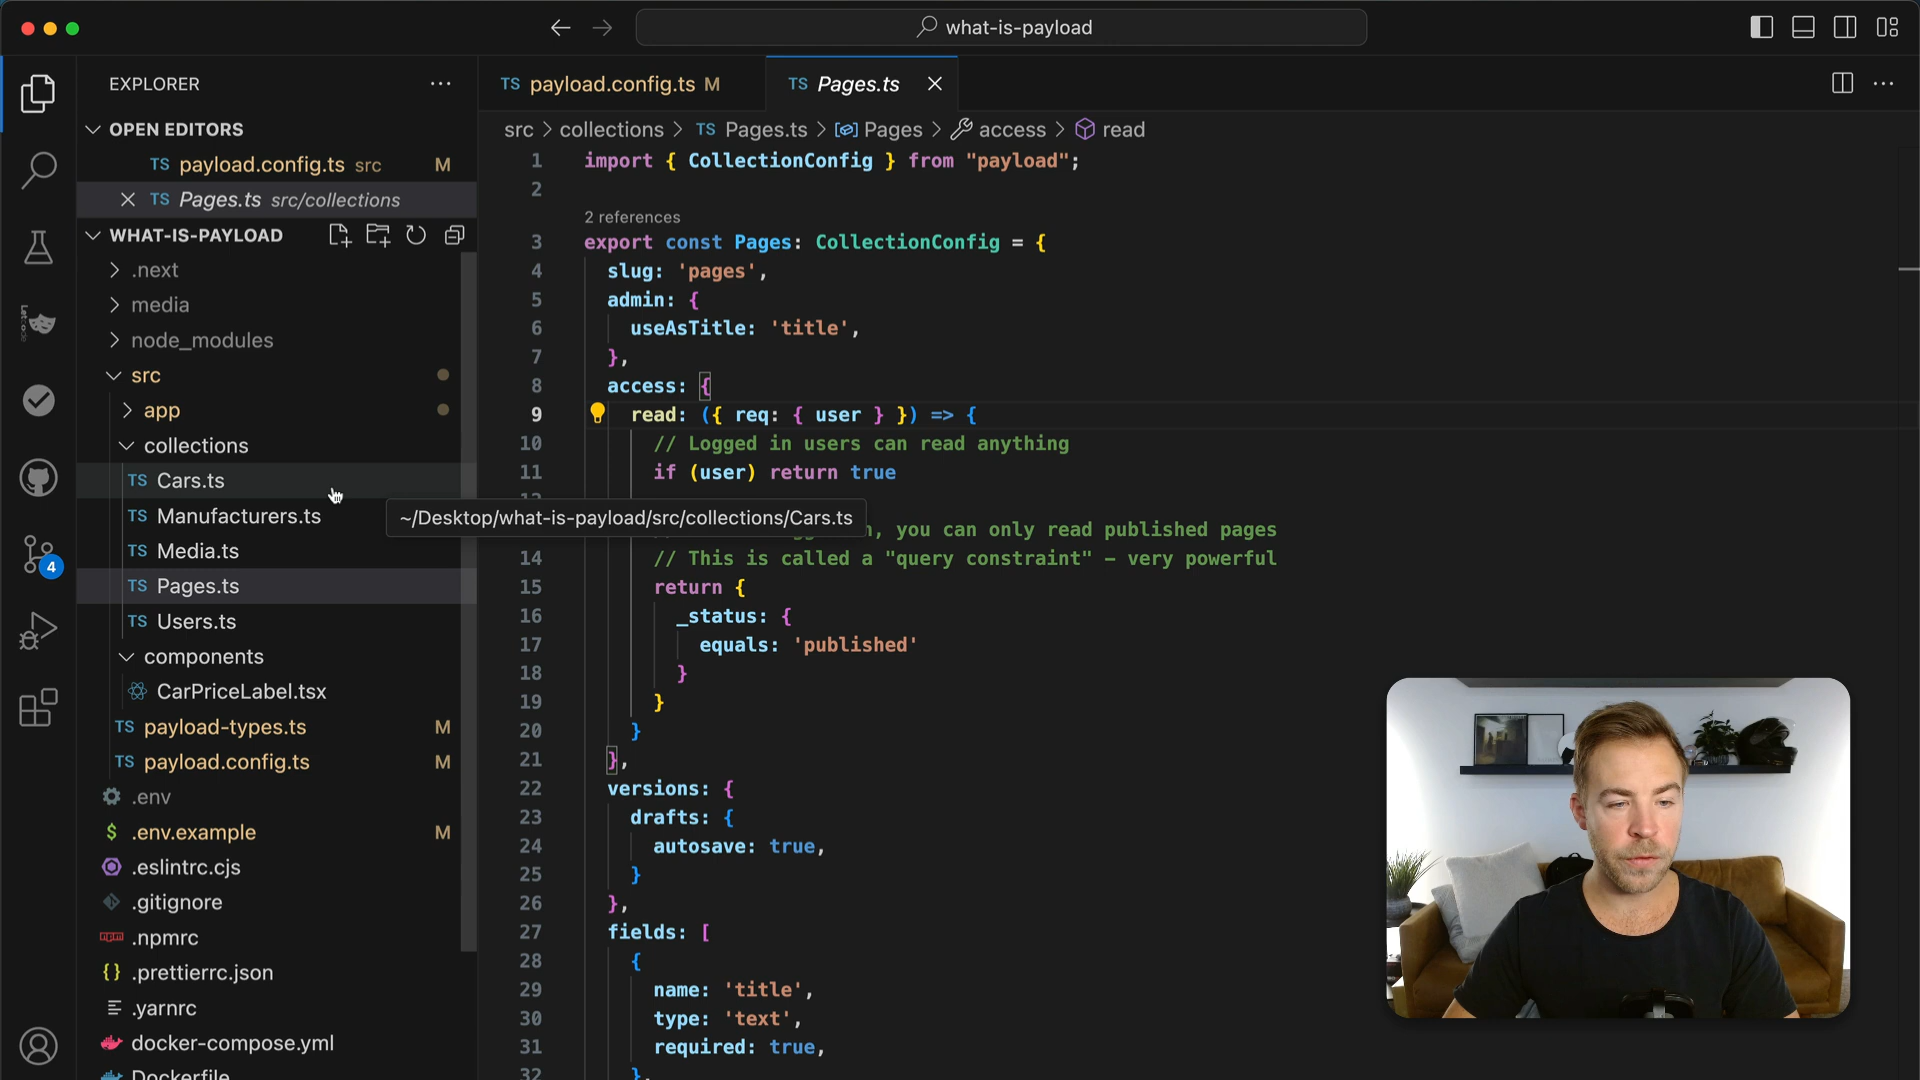 what-is-payload
EXPLORER
OPEN EDITORS
TS payload.config.ts src M
TS Pages.ts src/collections
WHAT-IS-PAYLOAD
.next
media
node_modules
src
app
collections
TS Cars.ts
TS Manufacturers.ts
TS Media.ts
TS Pages.ts
TS Users.ts
components
CarPriceLabel.tsx
TS payload-types.ts M
TS payload.config.ts M
.env
$ .env.example M
.eslintrc.cjs
.gitignore
.npmrc
{} .prettierrc.json
.yarnrc
docker-compose.yml
Dockerfile
4
TS payload.config.ts M
TS Pages.ts
src > collections > TS Pages.ts > Pages > access > read
1 import { CollectionConfig } from "payload";
2
2 references
3 export const Pages: CollectionConfig = {
4 slug: 'pages',
5 admin: {
6 useAsTitle: 'title',
7 },
8 access: {
9 read: ({ req: { user } }) => {
10 // Logged in users can read anything
11 if (user) return true
~/Desktop/what-is-payload/src/collections/Cars.ts
, you can only read published pages
14 // This is called a "query constraint" – very powerful
15 return {
16 _status: {
17 equals: 'published'
18 }
19 }
20 }
21 },
22 versions: {
23 drafts: {
24 autosave: true,
25 }
26 },
27 fields: [
28 {
29 name: 'title',
30 type: 'text',
31 required: true,
32 },